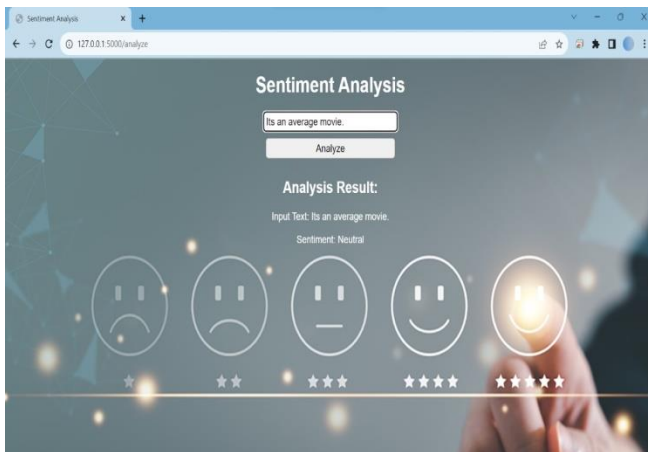 Sentiment Analysis
127.0.0.1:5000/analyze
Sentiment Analysis
Its an average movie.
Analyze
Analysis Result:
Input Text: Its an average movie.
Sentiment: Neutral